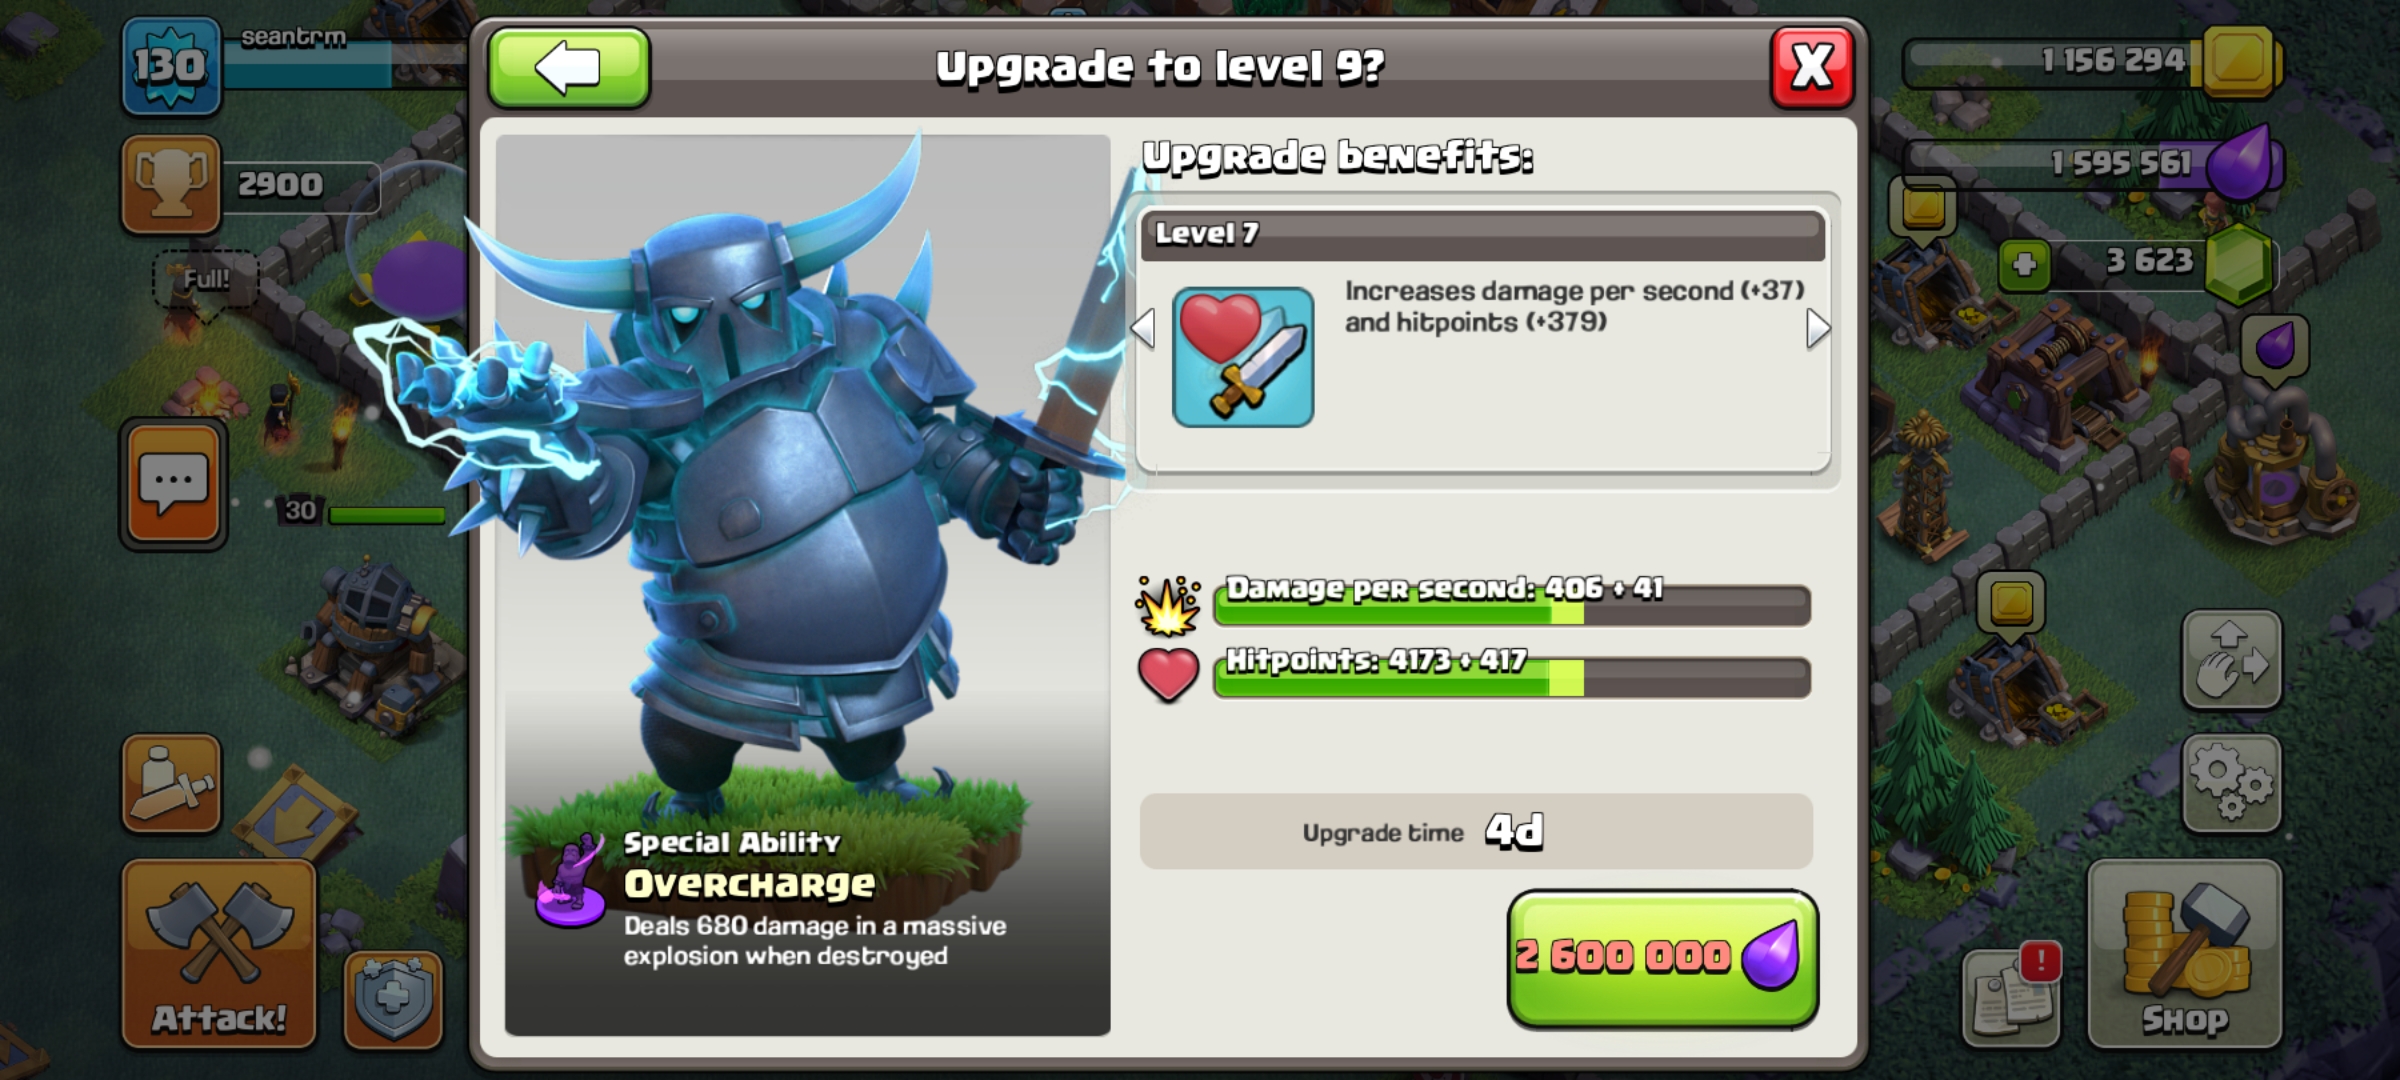 130
seantrm
Upgrade to level 9?
X
1 156 294
2900
Upgrade benefits:
1 595 561
Level 7
Full!
3 623
Increases damage per second (+37)
and hitpoints (+379)
30
Damage per second: 406 + 41
Hitpoints: 4173 + 417
Upgrade time 4d
Special Ability
Overcharge
Deals 680 damage in a massive
explosion when destroyed
2 600 000
!
Attack!
Shop